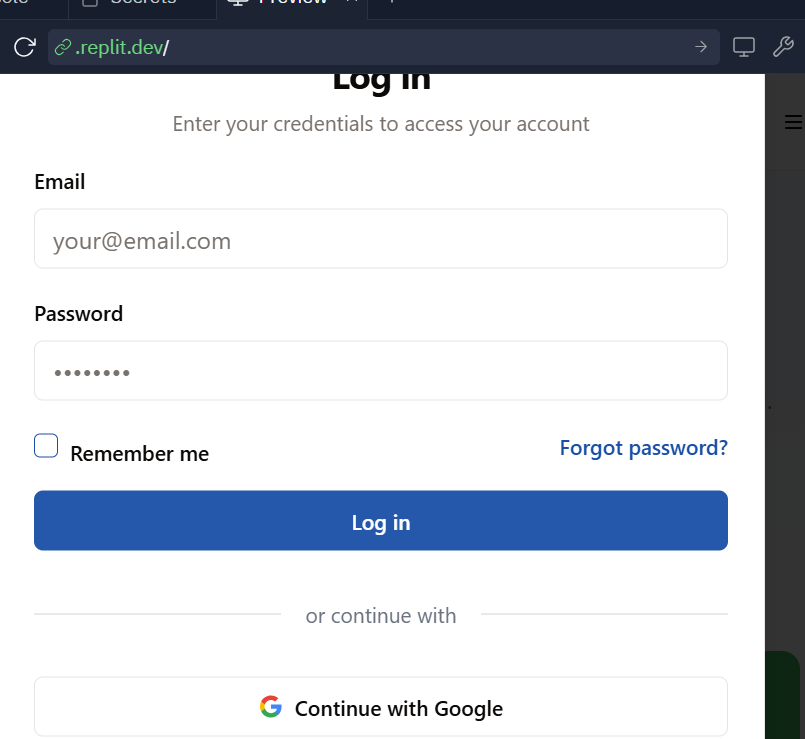 Secrets
Preview
.replit.dev/
Log in
Enter your credentials to access your account
Email
your@email.com
Password
••••••••
Remember me
Forgot password?
Log in
or continue with
Continue with Google